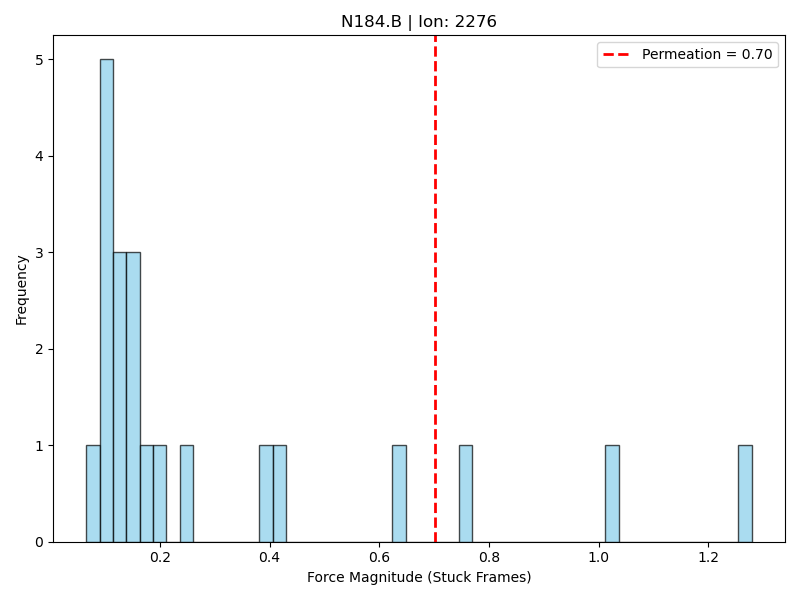 N184.B | Ion: 2276
Permeation = 0.70
Frequency
5
4
3
2
1
0
0.2 0.4 0.6 0.8 1.0 1.2
Force Magnitude (Stuck Frames)